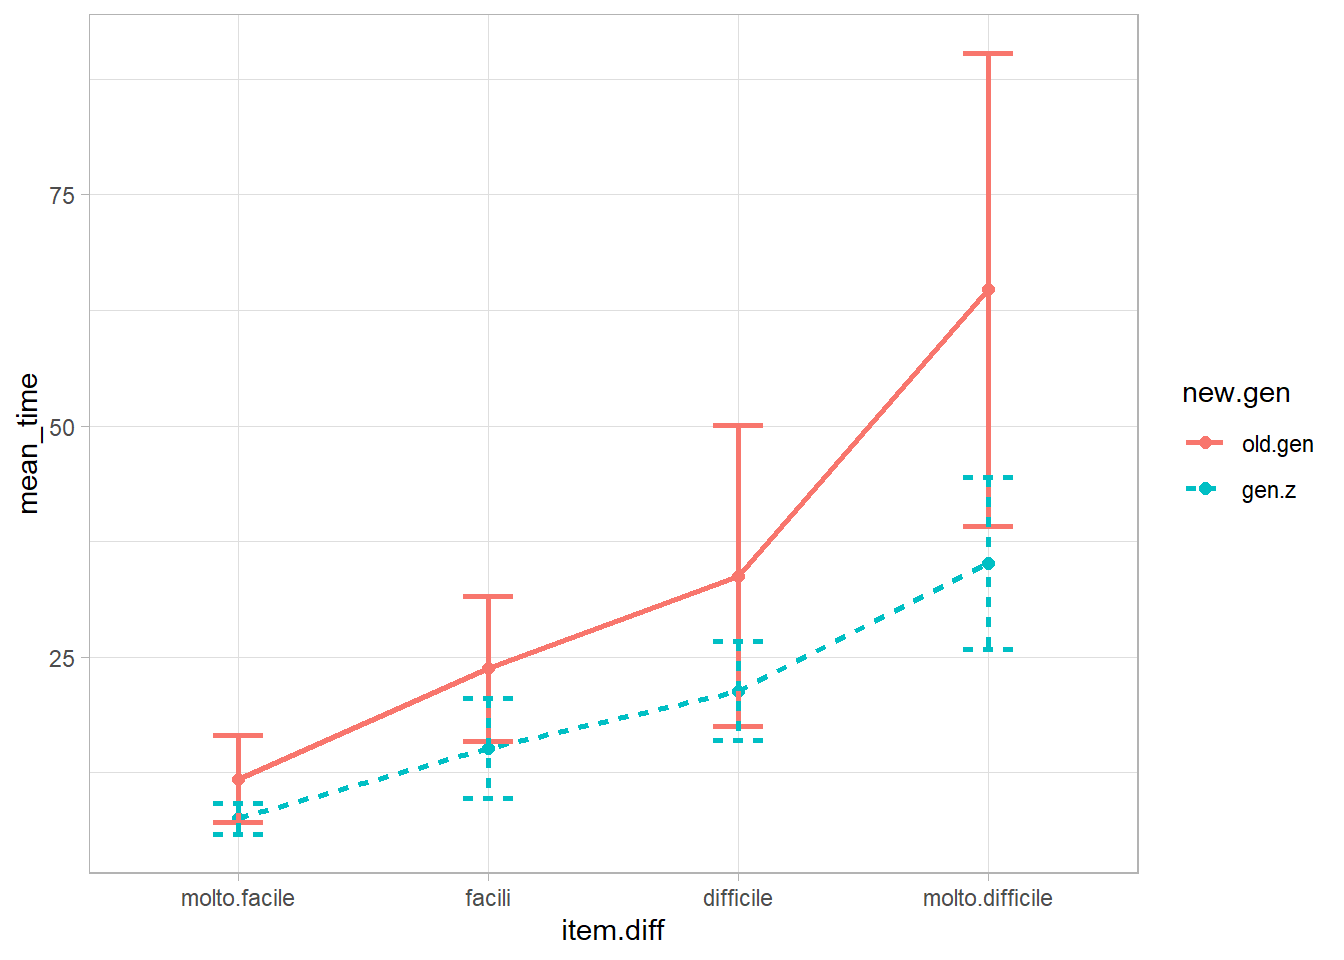 mean_time
75
50
25
molto.facile
facili
difficile
molto.difficile
item.diff
new.gen
old.gen
gen.z